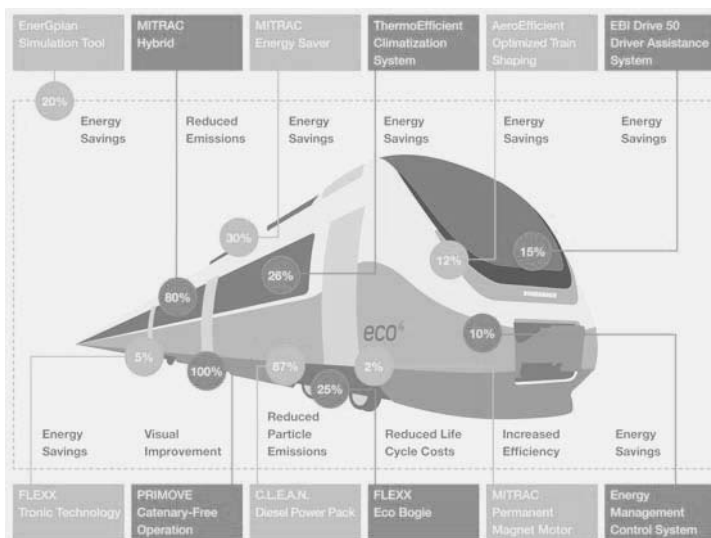 EnerGplan
Simulation Tool
MITRAC
Hybrid
MITRAC
Energy Saver
ThermoEfficient
Climatization
System
AeroEfficient
Optimized Train
Shaping
EBI Drive 50
Driver Assistance
System
20%
Energy
Savings
Reduced
Emissions
Energy
Savings
Energy
Savings
Energy
Savings
Energy
Savings
30%
12%
15%
26%
80%
eco4
10%
5%
100%
87%
2%
25%
Energy
Savings
Visual
Improvement
Reduced
Particle
Emissions
Reduced Life
Cycle Costs
Increased
Efficiency
Energy
Savings
FLEXX
Tronic Technology
PRIMOVE
Catenary-Free
Operation
C.L.E.A.N.
Diesel Power Pack
FLEXX
Eco Bogie
MITRAC
Permanent
Magnet Motor
Energy
Management
Control System